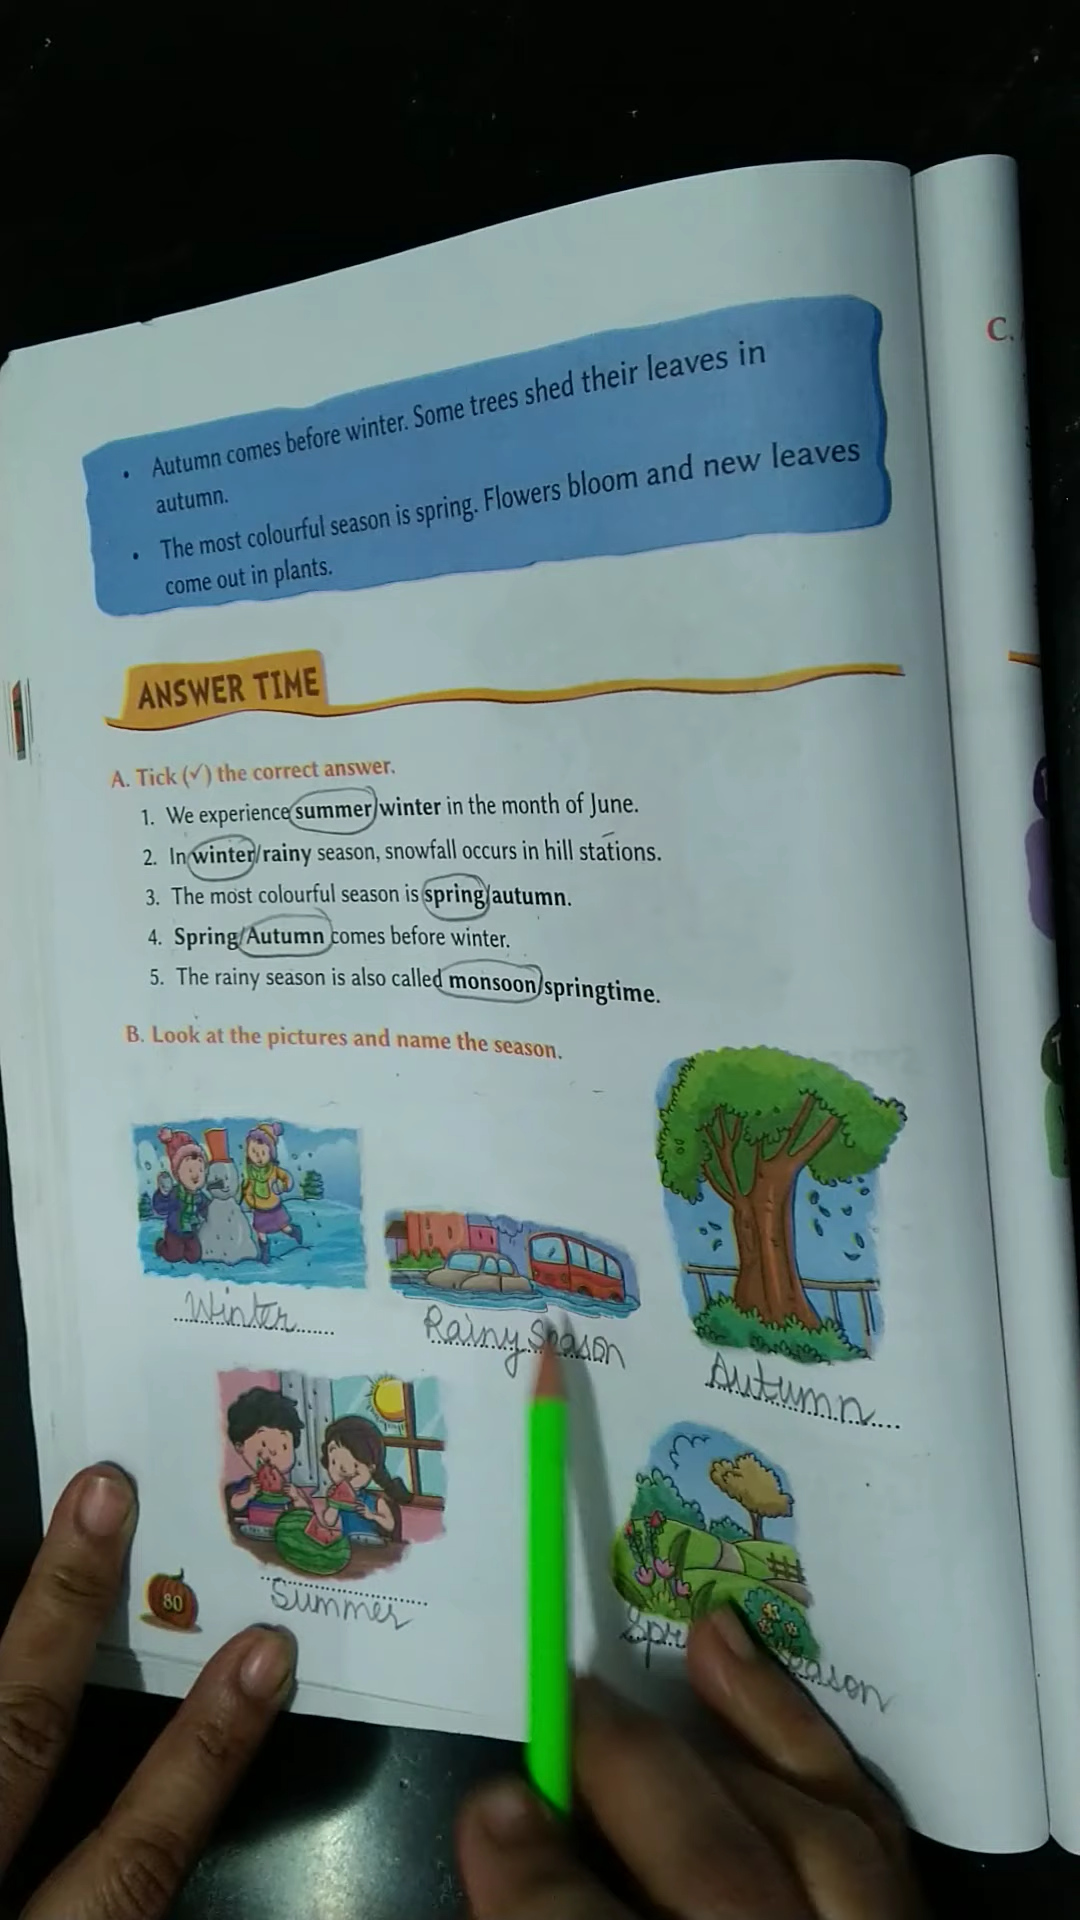 • Autumn comes before winter. Some trees shed their leaves in
autumn.
• The most colourful season is spring. Flowers bloom and new leaves
come out in plants.
ANSWER TIME
A. Tick (✓) the correct answer.
1. We experience summer/winter in the month of June.
2. In winter/rainy season, snowfall occurs in hill stations.
3. The most colourful season is spring/autumn.
4. Spring/Autumn comes before winter.
5. The rainy season is also called monsoon/springtime.
B. Look at the pictures and name the season.
Winter
Rainy Season
Autumn
Summer
80
C.